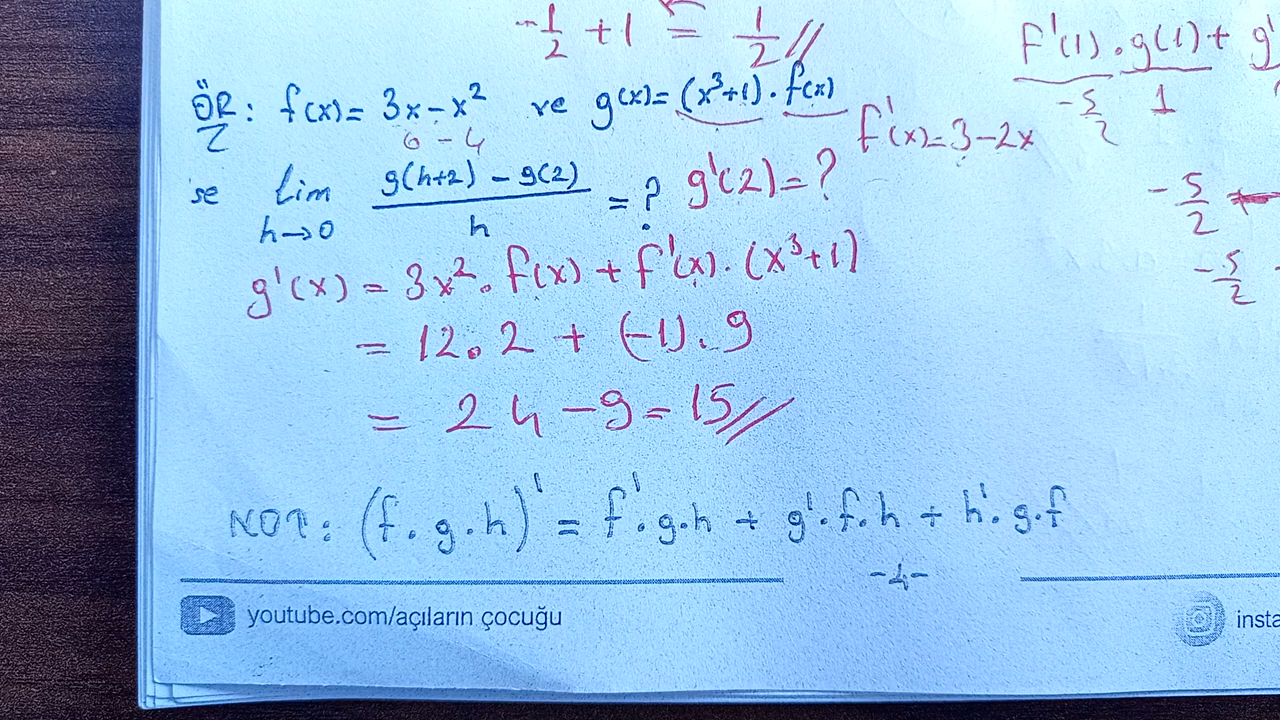 -1/2 + 1 = 1/2 //
F'(1) . g(1) + g'
-5/2 1
ÖR: f(x) = 3x - x² ve g(x) = (x³+1) . f(x)
6 - 4
f'(x) = 3 - 2x
se lim h→0 g(h+2) - g(2) / h = ? g'(2) = ?
-5/2
-5/2
g'(x) = 3x² . f(x) + f'(x) . (x³+1)
= 12 . 2 + (-1) . 9
= 24 - 9 = 15 //
NOT: (f . g . h)' = f' . g . h + g' . f . h + h' . g . f
-4-
youtube.com/açıların çocuğu
insta